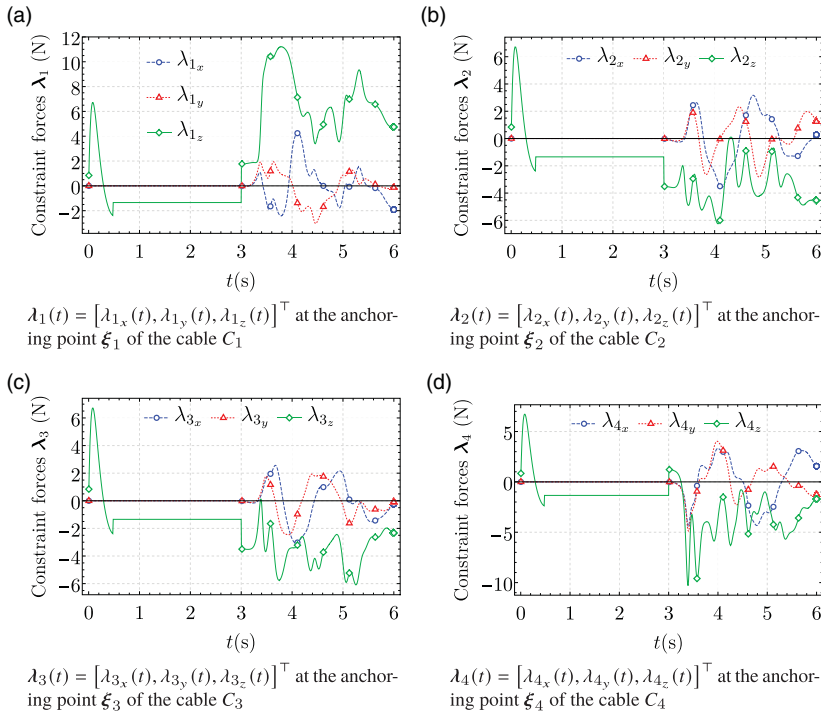 (a)
Constraint forces λ1 (N)
12
10
8
6
4
2
0
−2
λ1x
λ1y
λ1z
0 1 2 3 4 5 6
t(s)
λ1(t) = [λ1x(t), λ1y(t), λ1z(t)]⊤ at the anchor-
ing point ξ1 of the cable C1
(b)
Constraint forces λ2 (N)
6
4
2
0
−2
−4
−6
λ2x λ2y λ2z
0 1 2 3 4 5 6
t(s)
λ2(t) = [λ2x(t), λ2y(t), λ2z(t)]⊤ at the anchor-
ing point ξ2 of the cable C2
(c)
Constraint forces λ3 (N)
6
4
2
0
−2
−4
−6
λ3x λ3y λ3z
0 1 2 3 4 5 6
t(s)
λ3(t) = [λ3x(t), λ3y(t), λ3z(t)]⊤ at the anchor-
ing point ξ3 of the cable C3
(d)
Constraint forces λ4 (N)
5
0
−5
−10
λ4x λ4y λ4z
0 1 2 3 4 5 6
t(s)
λ4(t) = [λ4x(t), λ4y(t), λ4z(t)]⊤ at the anchor-
ing point ξ4 of the cable C4